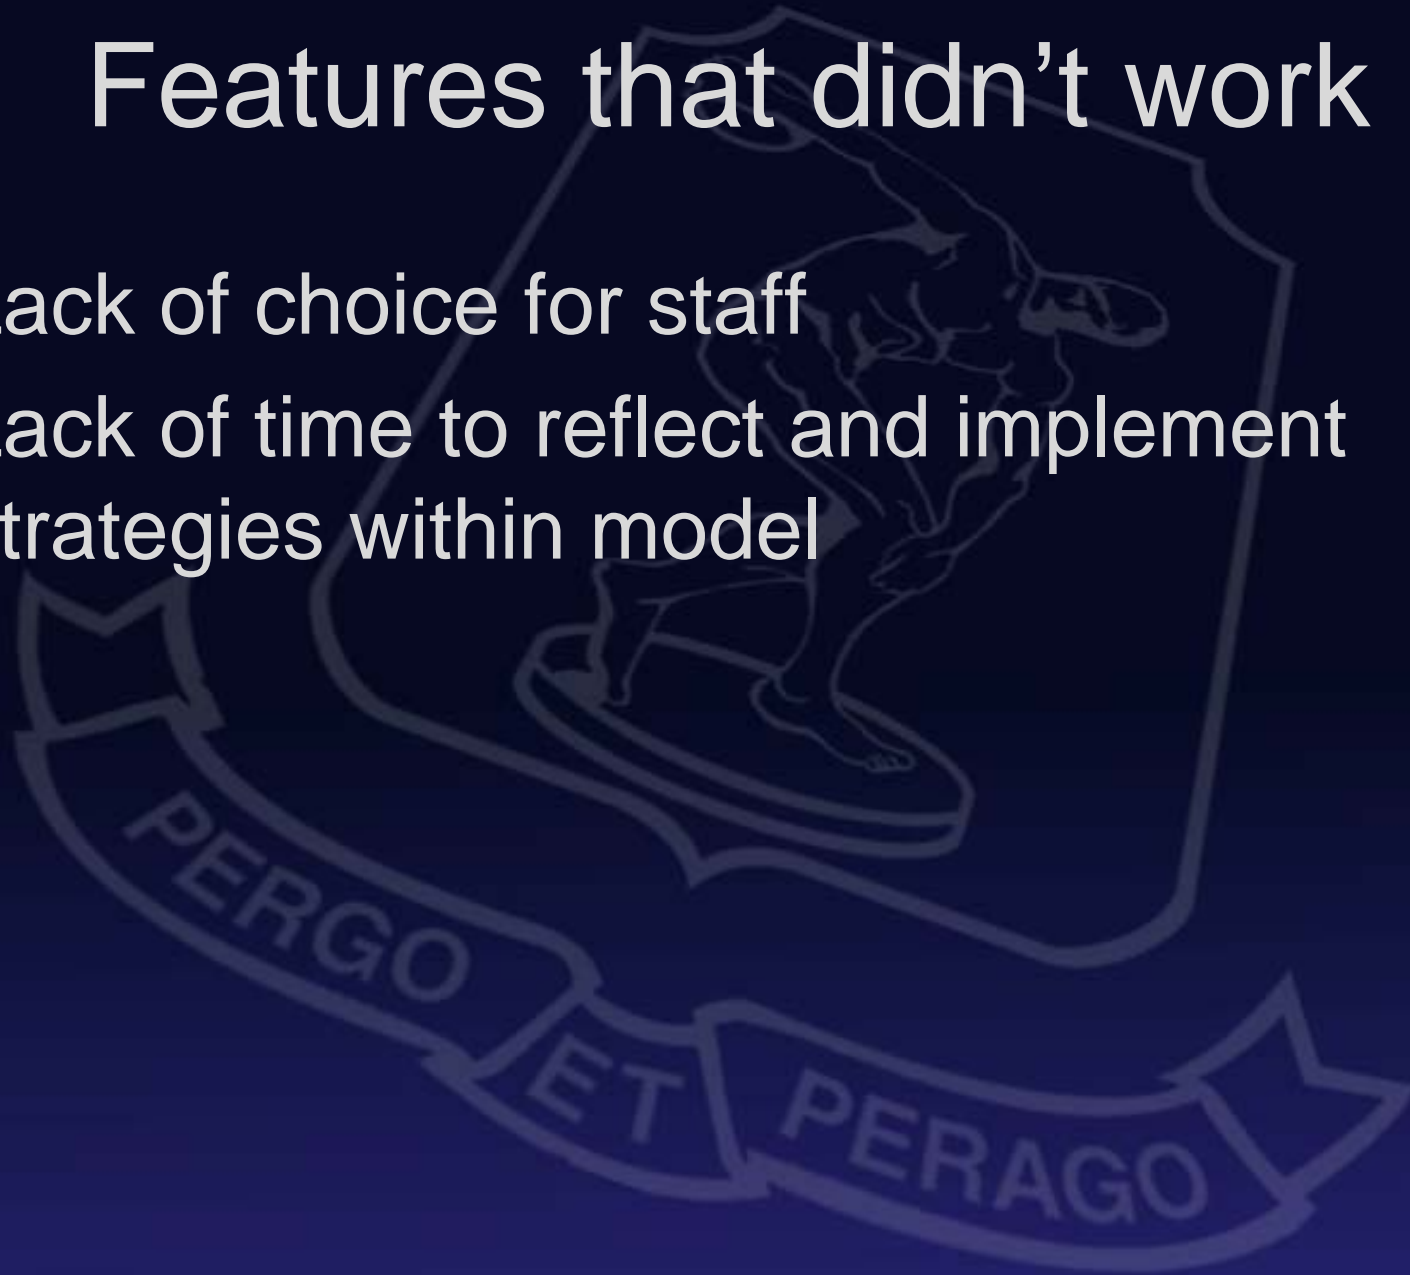 Features that didn’t work
ack of choice for staff
ack of time to reflect and implement
trategies within model
PERGO
ET
PERAGO